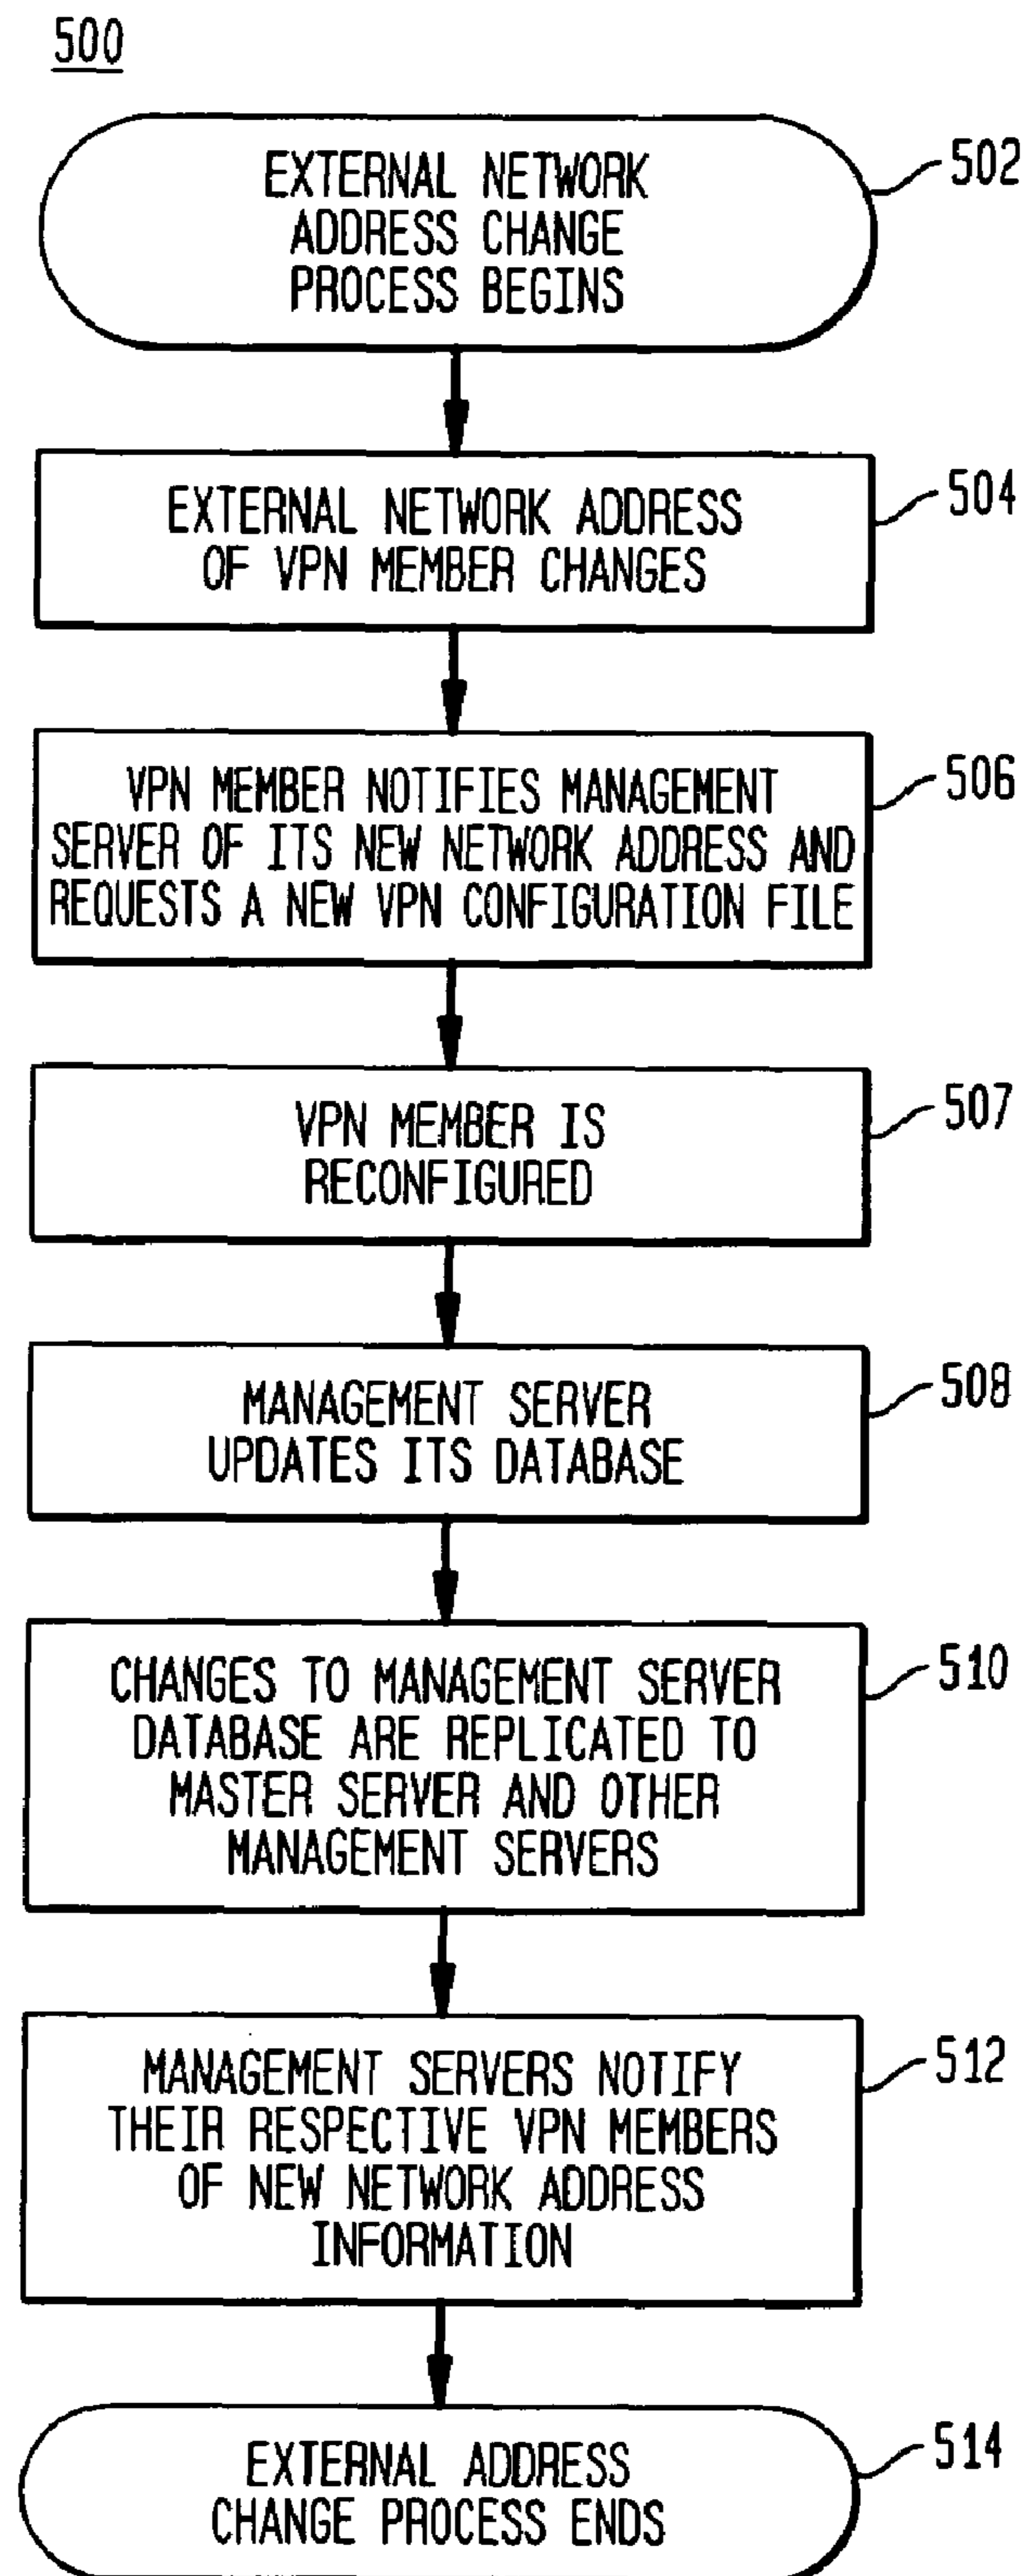 500
EXTERNAL NETWORK
ADDRESS CHANGE
PROCESS BEGINS
502
EXTERNAL NETWORK ADDRESS
OF VPN MEMBER CHANGES
504
VPN MEMBER NOTIFIES MANAGEMENT
SERVER OF ITS NEW NETWORK ADDRESS AND
REQUESTS A NEW VPN CONFIGURATION FILE
506
VPN MEMBER IS
RECONFIGURED
507
MANAGEMENT SERVER
UPDATES ITS DATABASE
508
CHANGES TO MANAGEMENT SERVER
DATABASE ARE REPLICATED TO
MASTER SERVER AND OTHER
MANAGEMENT SERVERS
510
MANAGEMENT SERVERS NOTIFY
THEIR RESPECTIVE VPN MEMBERS
OF NEW NETWORK ADDRESS
INFORMATION
512
EXTERNAL ADDRESS
CHANGE PROCESS ENDS
514